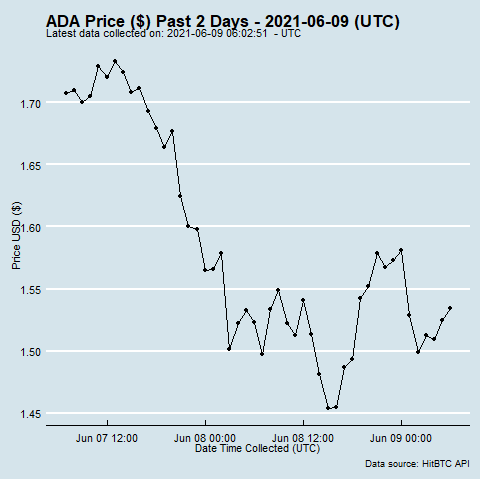 ADA Price ($) Past 2 Days - 2021-06-09 (UTC)
Latest data collected on: 2021-06-09 06:02:51  - UTC
Price USD ($)
1.70
1.65
1.60
1.55
1.50
1.45
Jun 07 12:00
Jun 08 00:00
Jun 08 12:00
Jun 09 00:00
Date Time Collected (UTC)
Data source: HitBTC API